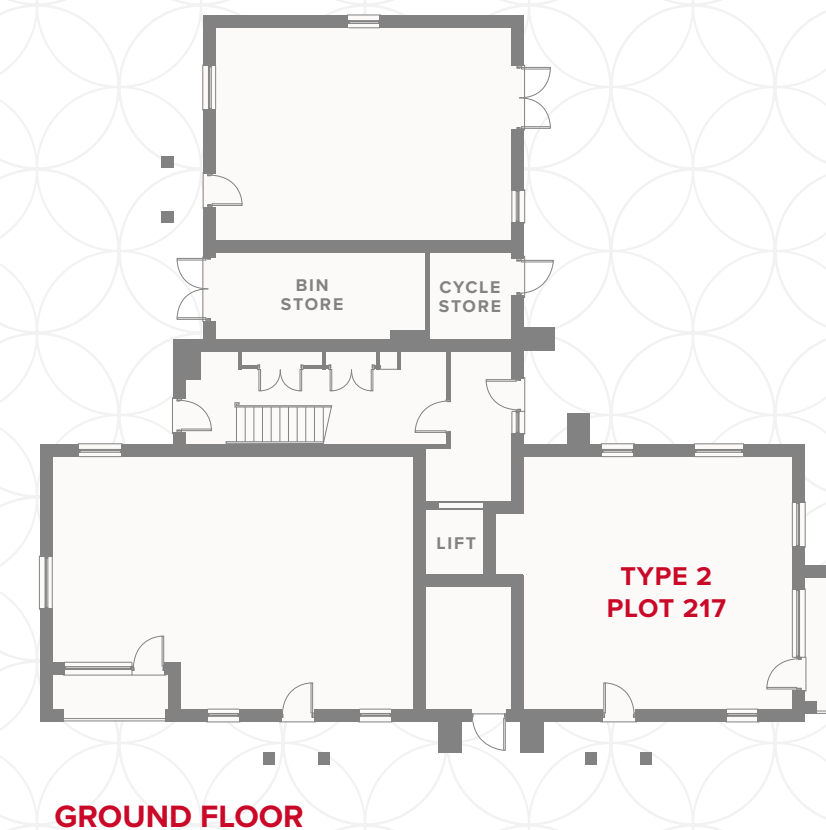 BIN
STORE
CYCLE
STORE
LIFT
TYPE 2
PLOT 217
GROUND FLOOR